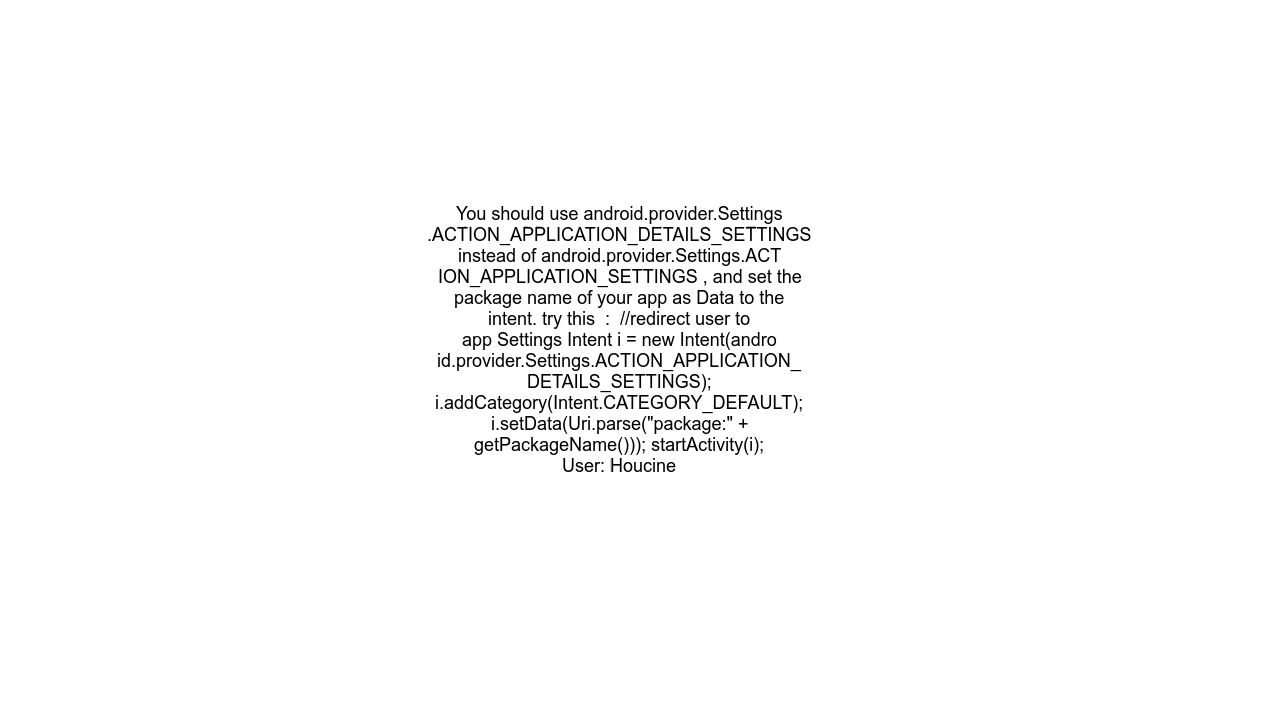 You should use android.provider.Settings
.ACTION_APPLICATION_DETAILS_SETTINGS
instead of android.provider.Settings.ACT
ION_APPLICATION_SETTINGS , and set the
package name of your app as Data to the
intent. try this  :  //redirect user to
app Settings Intent i = new Intent(andro
id.provider.Settings.ACTION_APPLICATION_
DETAILS_SETTINGS);
i.addCategory(Intent.CATEGORY_DEFAULT);
i.setData(Uri.parse("package:" +
getPackageName())); startActivity(i);
User: Houcine